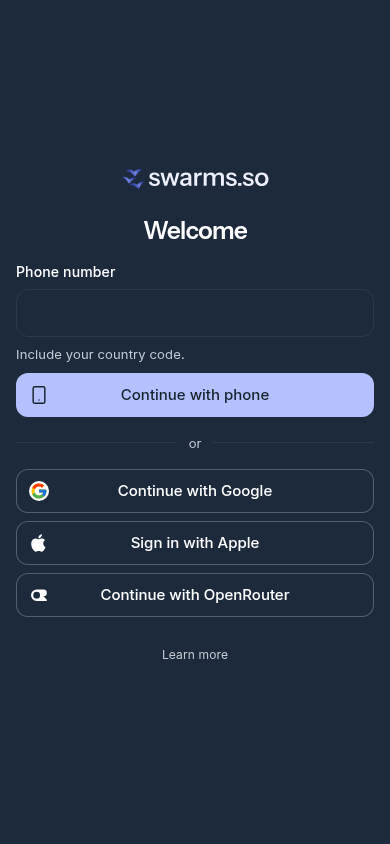 swarms.so
Welcome
Phone number
Include your country code.
Continue with phone
or
Continue with Google
Sign in with Apple
Continue with OpenRouter
Learn more